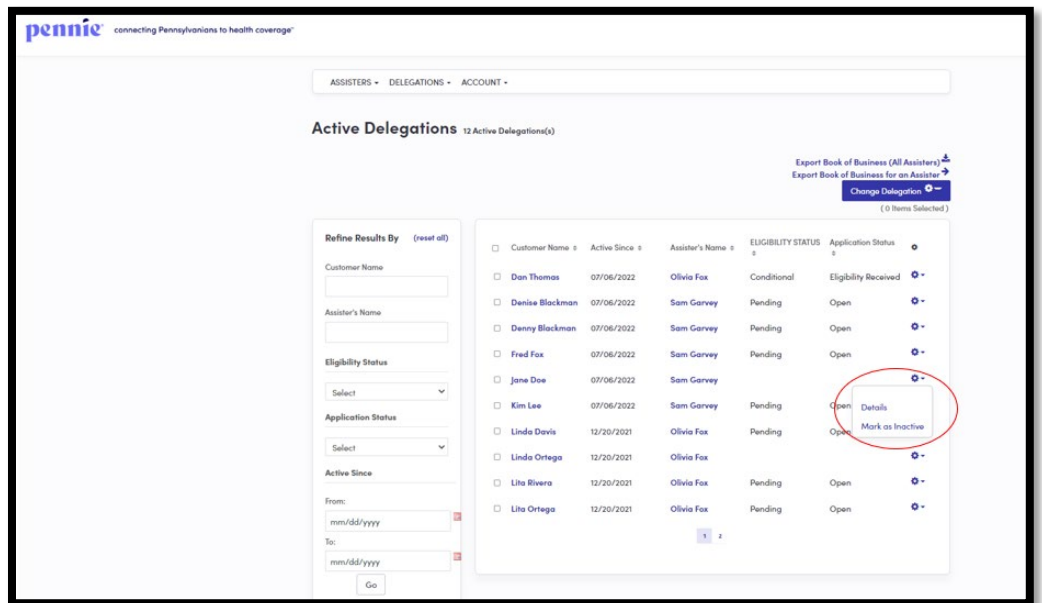 pennie® connecting Pennsylvanians to health coverage®
ASSISTERS DELEGATIONS ACCOUNT
Active Delegations 12 Active Delegations(s)
Export Book of Business (All Assisters)
Export Book of Business for an Assister
Change Delegation
( 0 Items Selected )
Refine Results By (reset all)
Customer Name
Assister's Name
Eligibility Status
Select
Application Status
Select
Active Since
From:
mm/dd/yyyy
To:
mm/dd/yyyy
Go
Customer Name Active Since Assister's Name ELIGIBILITY STATUS Application Status
Dan Thomas 07/06/2022 Olivia Fox Conditional Eligibility Received
Denise Blackman 07/06/2022 Sam Garvey Pending Open
Denny Blackman 07/06/2022 Sam Garvey Pending Open
Fred Fox 07/06/2022 Sam Garvey Pending Open
Jane Doe 07/06/2022 Sam Garvey
Kim Lee 07/06/2022 Sam Garvey Pending Open
Details
Mark as Inactive
Linda Davis 12/20/2021 Olivia Fox Pending Open
Linda Ortega 12/20/2021 Olivia Fox
Lita Rivera 12/20/2021 Olivia Fox Pending Open
Lita Ortega 12/20/2021 Olivia Fox Pending Open
1 2